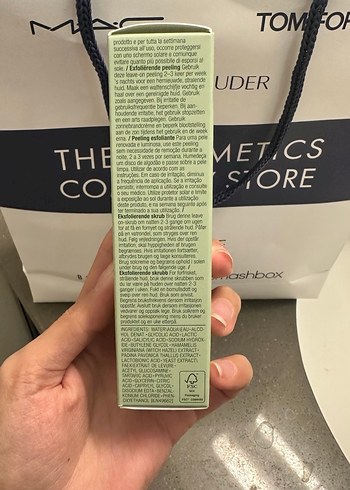 MAC
TOM FOR
UDER
THE
METICS
CO
Y STORE
mashbox
prodotto e per tutta la settimana
successiva all'uso, occorre proteggersi
con uno schermo solare e comunque
evitare quanto più possibile di esporsi al
sole. / Exfoliërende peeling Gebruik
deze leave-on peeling 2-3 keer per week
's nachts voor een hernieuwde, stralende
huid. Maak een wattenschijfje vochtig en
haal over een gereinigde huid. Gebruik
zoals aangegeven. Bij irritatie de
gebruiksfrequentie beperken. Bij aan-
houdende irritatie, het gebruik stopzetten
en een arts raadplegen. Gebruik
zonnebrandcrème en beperk blootstelling
aan de zon tijdens het gebruik en de week
erna. / Peeling esfoliante Para uma pele
renovada e luminosa, use este peeling
sem necessidade de remoção durante a
noite, 2 a 3 vezes por semana. Humedeça
um disco de algodão e passe sobre a pele
limpa. Utilizar de acordo com as
instruções. Em caso de irritação, diminua
a frequência de aplicação. Se a irritação
persistir, interrompa a utilização e consulte
o seu médico. Utilize protetor solar e limite
a exposição ao sol durante a utilização
deste produto, e na semana seguinte após
ter terminado a sua utilização. /
Eksfolierende skrub Brug denne leave
on-skrub om natten 2-3 gange om ugen
for at få en fornyet og strålende hud. Påfør
på en vatrondel, som stryges over ren
hud. Følg vejledningen. Hvis der opstår
irritation, skal hyppigheden af brugen
begrænses. Hvis irritationen fortsætter,
afbrydes brugen og læge konsulteres.
Brug solcreme og begræns ophold i solen
under brug og i den følgende uge. /
Eksfolierende skrubb For fornyet,
strålende hud, bruk denne skrubben som
du lar være på huden over natten 2-3
ganger i uken. Fukt en bomullsdott og
sveip over ren hud. Bruk som anvist.
Begrens brukfrekvens dersom irritasjon
oppstår. Avslutt bruk dersom irritasjonen
vedvarer og oppsøk lege. Bruk solkrem og
begrens soleksponering mens du bruker
produktet og en uke etterpå.
INGREDIENTS: WATER\AQUA\EAU•ALCO-
HOL DENAT.•GLYCOLIC ACID•LACTIC
ACID•SALICYLIC ACID•SODIUM HYDROX-
IDE•BUTYLENE GLYCOL•HAMAMELIS
VIRGINIANA (WITCH HAZEL) EXTRACT•
PADINA PAVONICA THALLUS EXTRACT•
LACTOBIONIC ACID•YEAST EXTRACT\
FAEX\EXTRAIT DE LEVURE•
ACETYL GLUCOSAMINE•
TARTARIC ACID•PYRUVIC
ACID•GLYCERIN•CITRIC
ACID•CAPRYLYL GLYCOL•
DISODIUM EDTA•BENZAL-
KONIUM CHLORIDE•PHEN-
OXYETHANOL
FSC
MIX
Packaging